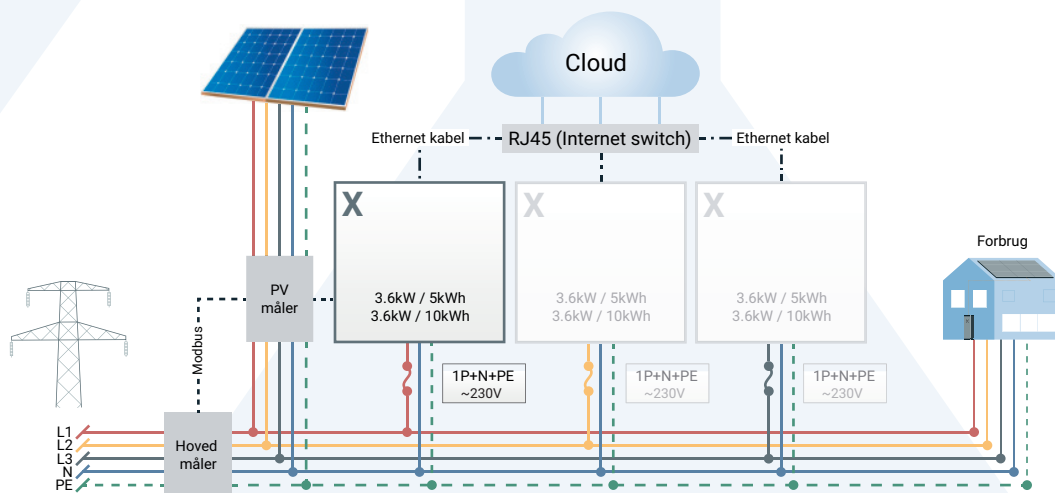 Cloud
Ethernet kabel
RJ45 (Internet switch)
Ethernet kabel
X
X
X
Forbrug
PV
måler
3.6kW / 5kWh
3.6kW / 10kWh
3.6kW / 5kWh
3.6kW / 10kWh
3.6kW / 5kWh
3.6kW / 10kWh
Modbus
1P+N+PE
~230V
1P+N+PE
~230V
1P+N+PE
~230V
Hoved
måler
L1
L2
L3
N
PE